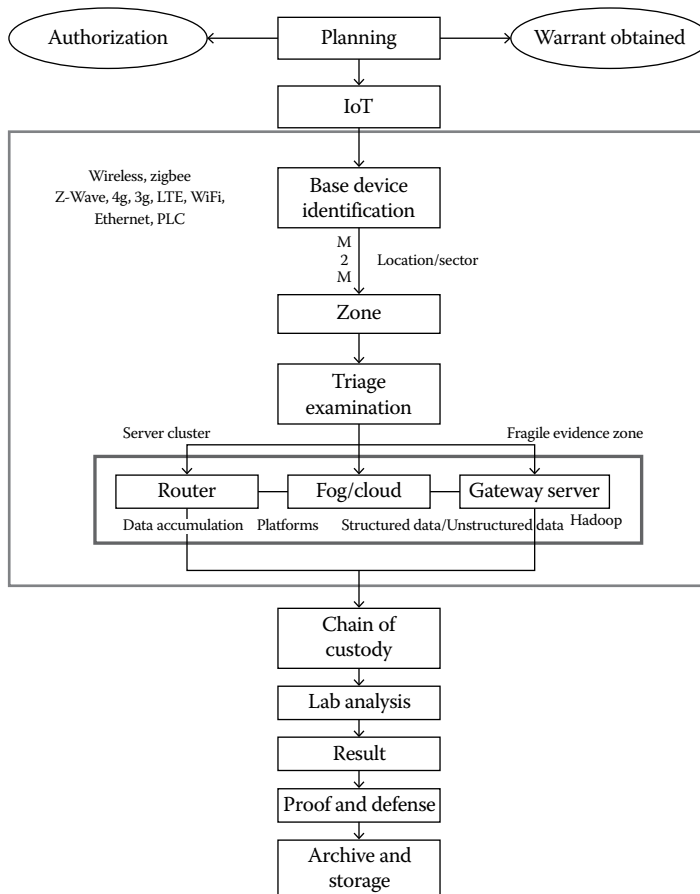 Authorization
Planning
Warrant obtained
IoT
Wireless, zigbee
Z-Wave, 4g, 3g, LTE, WiFi,
Ethernet, PLC
Base device
identification
M
2
M
Location/sector
Zone
Triage
examination
Server cluster
Fragile evidence zone
Router
Fog/cloud
Gateway server
Data accumulation
Platforms
Structured data/Unstructured data
Hadoop
Chain of
custody
Lab analysis
Result
Proof and defense
Archive and
storage